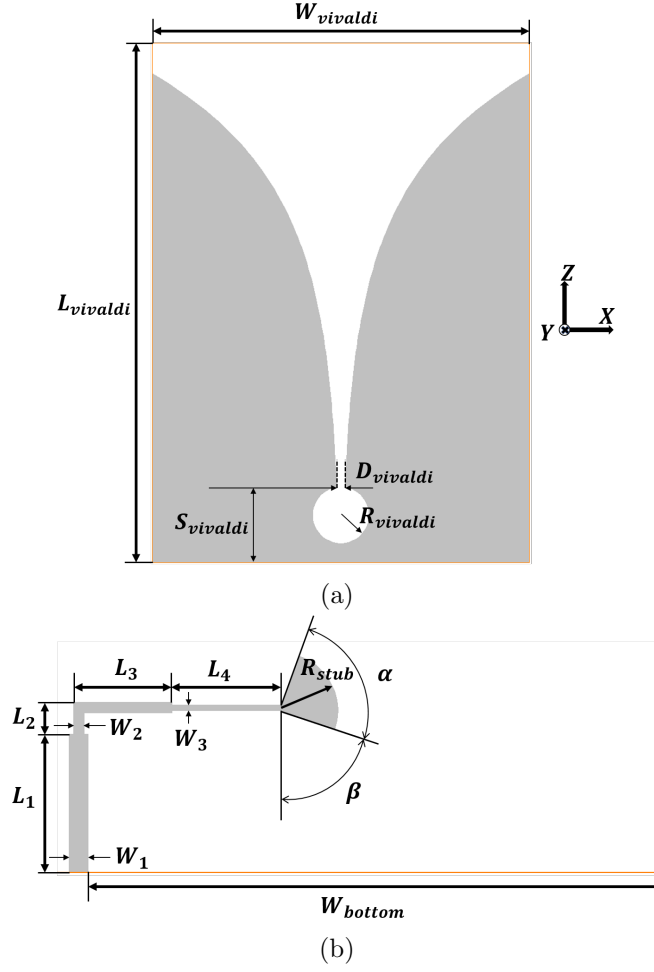 W_vivaldi
L_vivaldi
Z
X
Y
D_vivaldi
S_vivaldi
R_vivaldi
(a)
L_3
L_4
R_stub
α
L_2
W_2
W_3
L_1
β
W_1
W_bottom
(b)